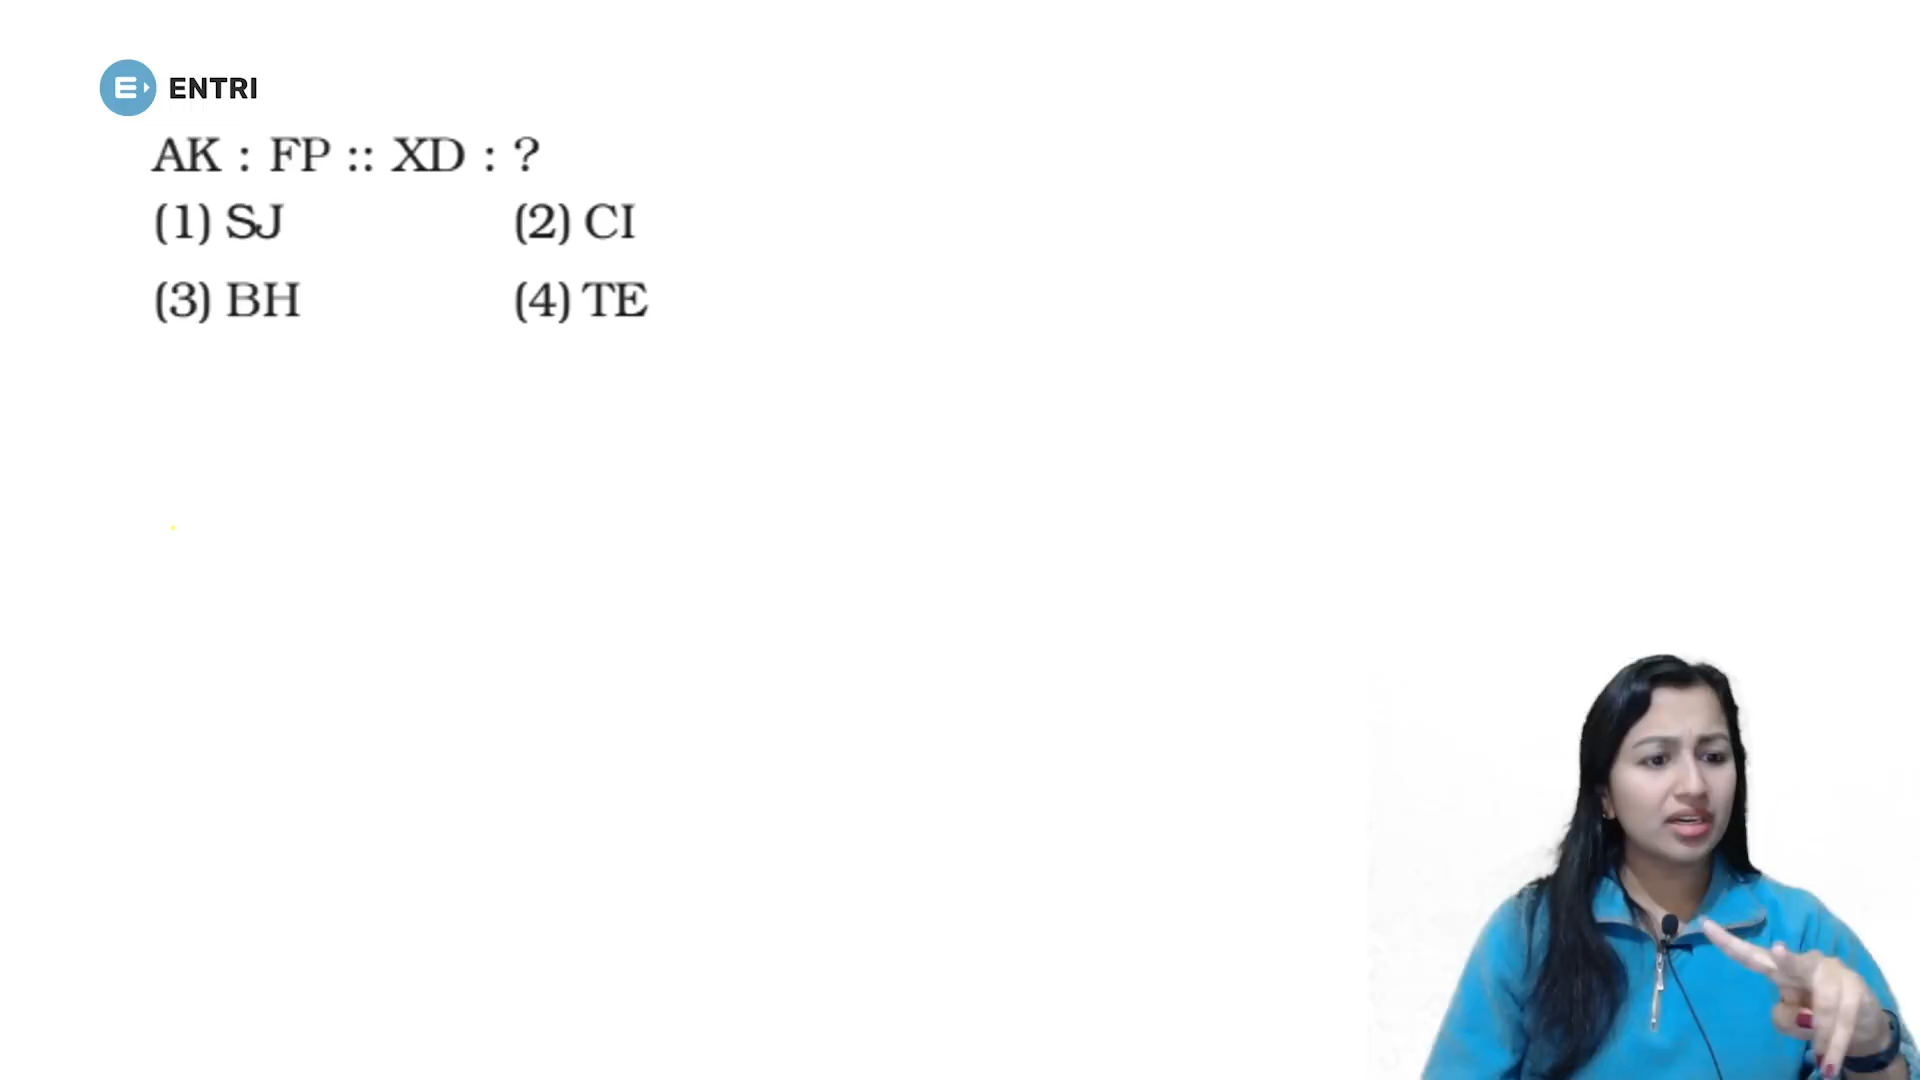 ENTRI
AK : FP :: XD : ?
(1) SJ (2) CI
(3) BH (4) TE